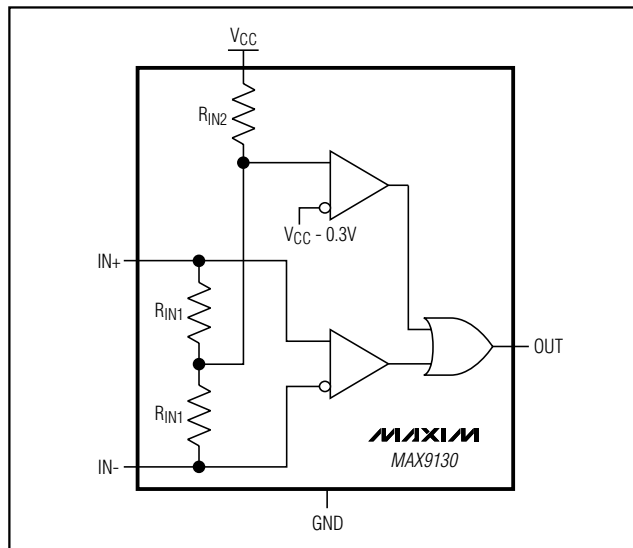 VCC
RIN2
VCC - 0.3V
IN+
RIN1
OUT
RIN1
MAXIM
MAX9130
IN-
GND